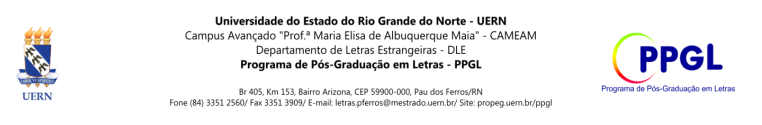 Universidade do Estado do Rio Grande do Norte - UERN
Campus Avançado "Prof.ª Maria Elisa de Albuquerque Maia" - CAMEAM
Departamento de Letras Estrangeiras - DLE
Programa de Pós-Graduação em Letras - PPGL
Br 405, Km 153, Bairro Arizona, CEP 59900-000, Pau dos Ferros/RN
Fone (84) 3351 2560/ Fax 3351 3909/ E-mail: letras.pferros@mestrado.uern.br/ Site: propeg.uern.br/ppgl
UERN
PPGL
Programa de Pós-Graduação em Letras